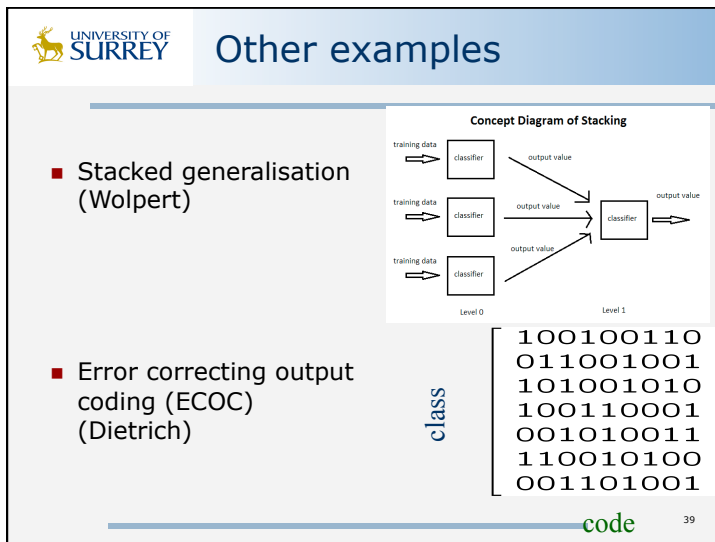 UNIVERSITY OF
SURREY
Other examples
Stacked generalisation
(Wolpert)
Concept Diagram of Stacking
training data
classifier
output value
training data
classifier
output value
classifier
output value
training data
classifier
output value
Level 0
Level 1
Error correcting output
coding (ECOC)
(Dietrich)
class
100100110
011001001
101001010
100110001
001010011
110010100
001101001
code
39